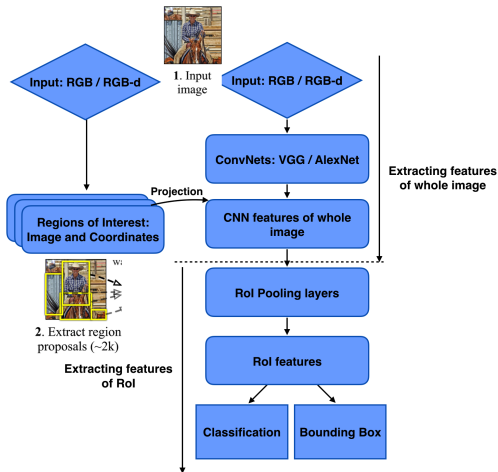 Input: RGB / RGB-d
1. Input
image
Input: RGB / RGB-d
ConvNets: VGG / AlexNet
Extracting features
of whole image
Projection
Regions of Interest:
Image and Coordinates
CNN features of whole
image
2. Extract region
proposals (~2k)
RoI Pooling layers
Extracting features
of RoI
RoI features
Classification
Bounding Box